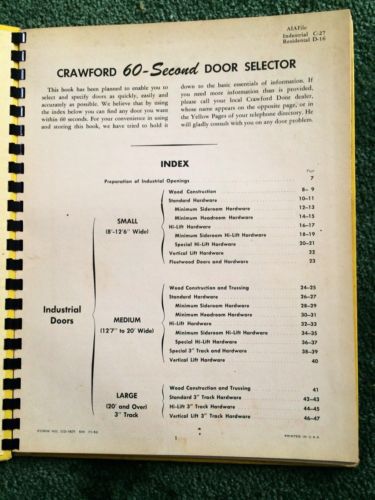 AIAFile
Industrial C-27
Residential D-16
CRAWFORD 60-Second DOOR SELECTOR
This book has been planned to enable you to
select and specify doors as quickly, easily and
accurately as possible. We believe that by using
the index below you can find any door you want
within 60 seconds. For your convenience in using
and storing this book, we have tried to hold it
down to the basic essentials of information. If
you need more information than is provided,
please call your local Crawford Door dealer,
whose name appears on the opposite page, or in
the Yellow Pages of your telephone directory. He
will gladly consult with you on any door problem.
INDEX
Page
Preparation of Industrial Openings 7
Industrial
Doors
SMALL
(8'-12'6" Wide)
Wood Construction 8-9
Standard Hardware 10-11
Minimum Sideroom Hardware 12-13
Minimum Headroom Hardware 14-15
Hi-Lift Hardware 16-17
Minimum Sideroom Hi-Lift Hardware 18-19
Special Hi-Lift Hardware 20-21
Vertical Lift Hardware 22
Fleetwood Doors and Hardware 23
MEDIUM
(12'7" to 20' Wide)
Wood Construction and Trussing 24-25
Standard Hardware 26-27
Minimum Sideroom Hardware 28-29
Minimum Headroom Hardware 30-31
Hi-Lift Hardware 32-33
Minimum Sideroom Hi-Lift Hardware 34-35
Special Hi-Lift Hardware 36-37
Special 3" Track and Hardware 38-39
Vertical Lift Hardware 40
LARGE
(20' and Over)
3" Track
Wood Construction and Trussing 41
Standard 3" Track Hardware 42-43
Hi-Lift 3" Track Hardware 44-45
Vertical 3" Track Hardware 46-47
1
PRINTED IN U.S.A.